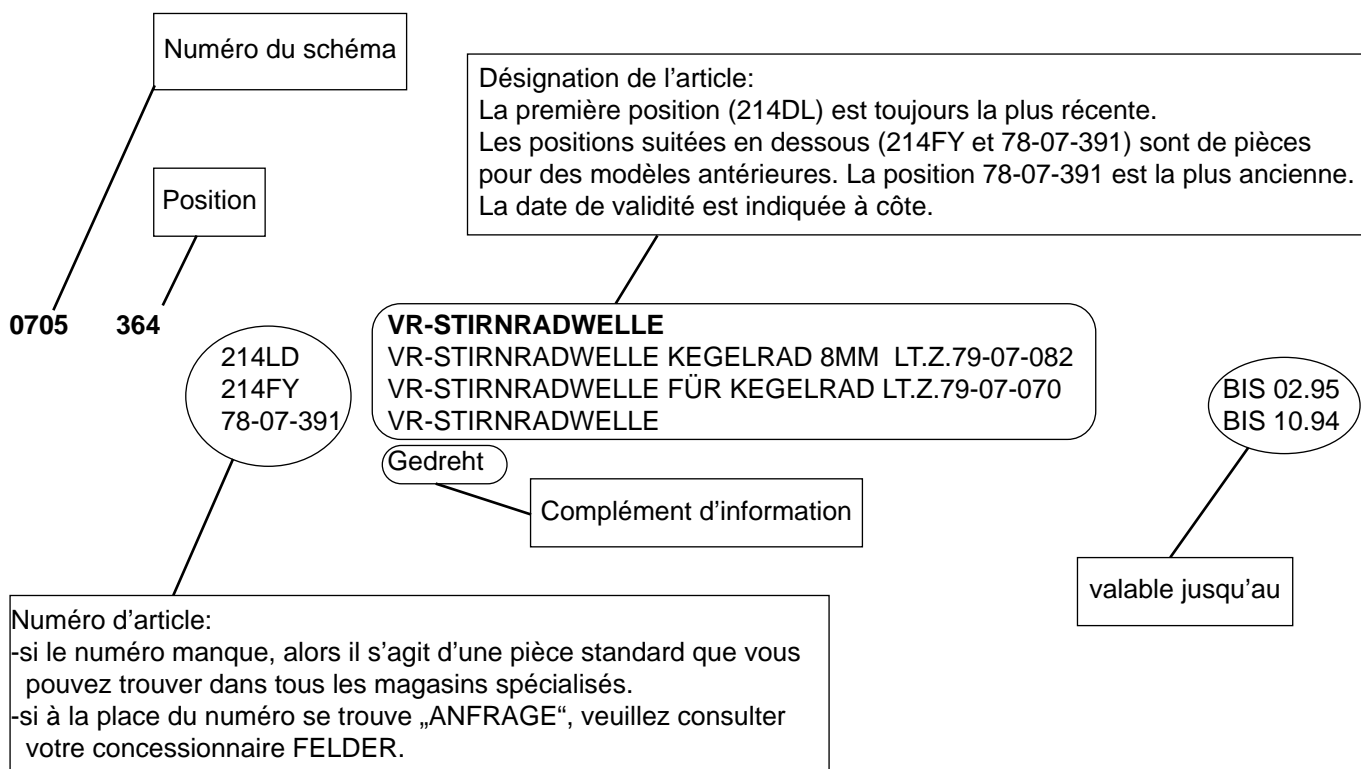 Numéro du schéma
Désignation de l'article:
La première position (214DL) est toujours la plus récente.
Les positions suitées en dessous (214FY et 78-07-391) sont de pièces
pour des modèles antérieures. La position 78-07-391 est la plus ancienne.
La date de validité est indiquée à côte.
Position
0705 364 VR-STIRNRADWELLE
214LD VR-STIRNRADWELLE KEGELRAD 8MM LT.Z.79-07-082
214FY VR-STIRNRADWELLE FÜR KEGELRAD LT.Z.79-07-070 BIS 02.95
78-07-391 VR-STIRNRADWELLE BIS 10.94
Gedreht
Complément d'information
valable jusqu'au
Numéro d'article:
-si le numéro manque, alors il s'agit d'une pièce standard que vous
pouvez trouver dans tous les magasins spécialisés.
-si à la place du numéro se trouve „ANFRAGE“, veuillez consulter
votre concessionnaire FELDER.